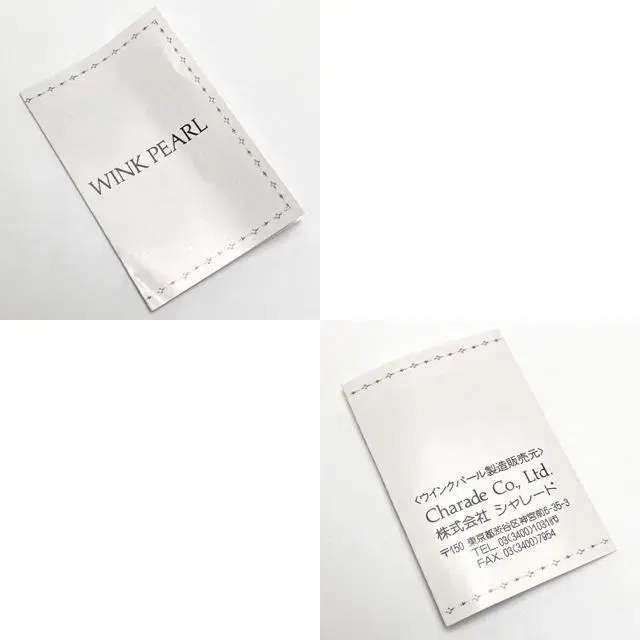 WINK PEARL
〈ウインクパール製造販売元〉
Charade Co., Ltd.
株式会社 シャレード
〒150 東京都渋谷区神宮前6-35-3
TEL. 03(3400)1031㈹
FAX. 03(3400)7954